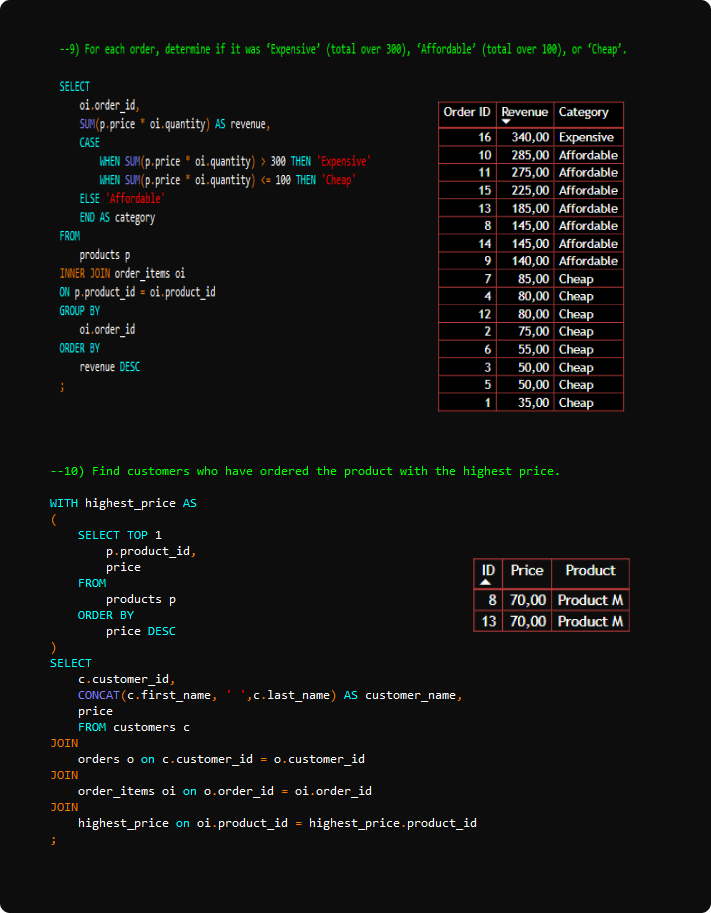 --9) For each order, determine if it was ‘Expensive’ (total over 300), ‘Affordable’ (total over 100), or ‘Cheap’.
SELECT
oi.order_id,
SUM(p.price * oi.quantity) AS revenue,
CASE
WHEN SUM(p.price * oi.quantity) > 300 THEN 'Expensive'
WHEN SUM(p.price * oi.quantity) <= 100 THEN 'Cheap'
ELSE 'Affordable'
END AS category
FROM
products p
INNER JOIN order_items oi
ON p.product_id = oi.product_id
GROUP BY
oi.order_id
ORDER BY
revenue DESC
;
Order ID Revenue Category
16 340,00 Expensive
10 285,00 Affordable
11 275,00 Affordable
15 225,00 Affordable
13 185,00 Affordable
8 145,00 Affordable
14 145,00 Affordable
9 140,00 Affordable
7 85,00 Cheap
4 80,00 Cheap
12 80,00 Cheap
2 75,00 Cheap
6 55,00 Cheap
3 50,00 Cheap
5 50,00 Cheap
1 35,00 Cheap
--10) Find customers who have ordered the product with the highest price.
WITH highest_price AS
(
SELECT TOP 1
p.product_id,
price
FROM
products p
ORDER BY
price DESC
)
SELECT
c.customer_id,
CONCAT(c.first_name, ' ',c.last_name) AS customer_name,
price
FROM customers c
JOIN
orders o on c.customer_id = o.customer_id
JOIN
order_items oi on o.order_id = oi.order_id
JOIN
highest_price on oi.product_id = highest_price.product_id
;
ID Price Product
8 70,00 Product M
13 70,00 Product M